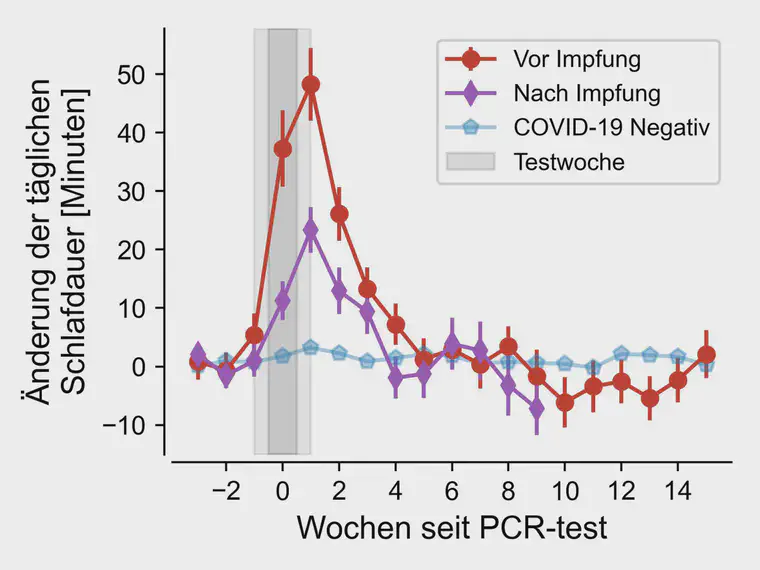 Änderung der täglichen
Schlafdauer [Minuten]
50
40
30
20
10
0
−10
Vor Impfung
Nach Impfung
COVID-19 Negativ
Testwoche
−2 0 2 4 6 8 10 12 14
Wochen seit PCR-test